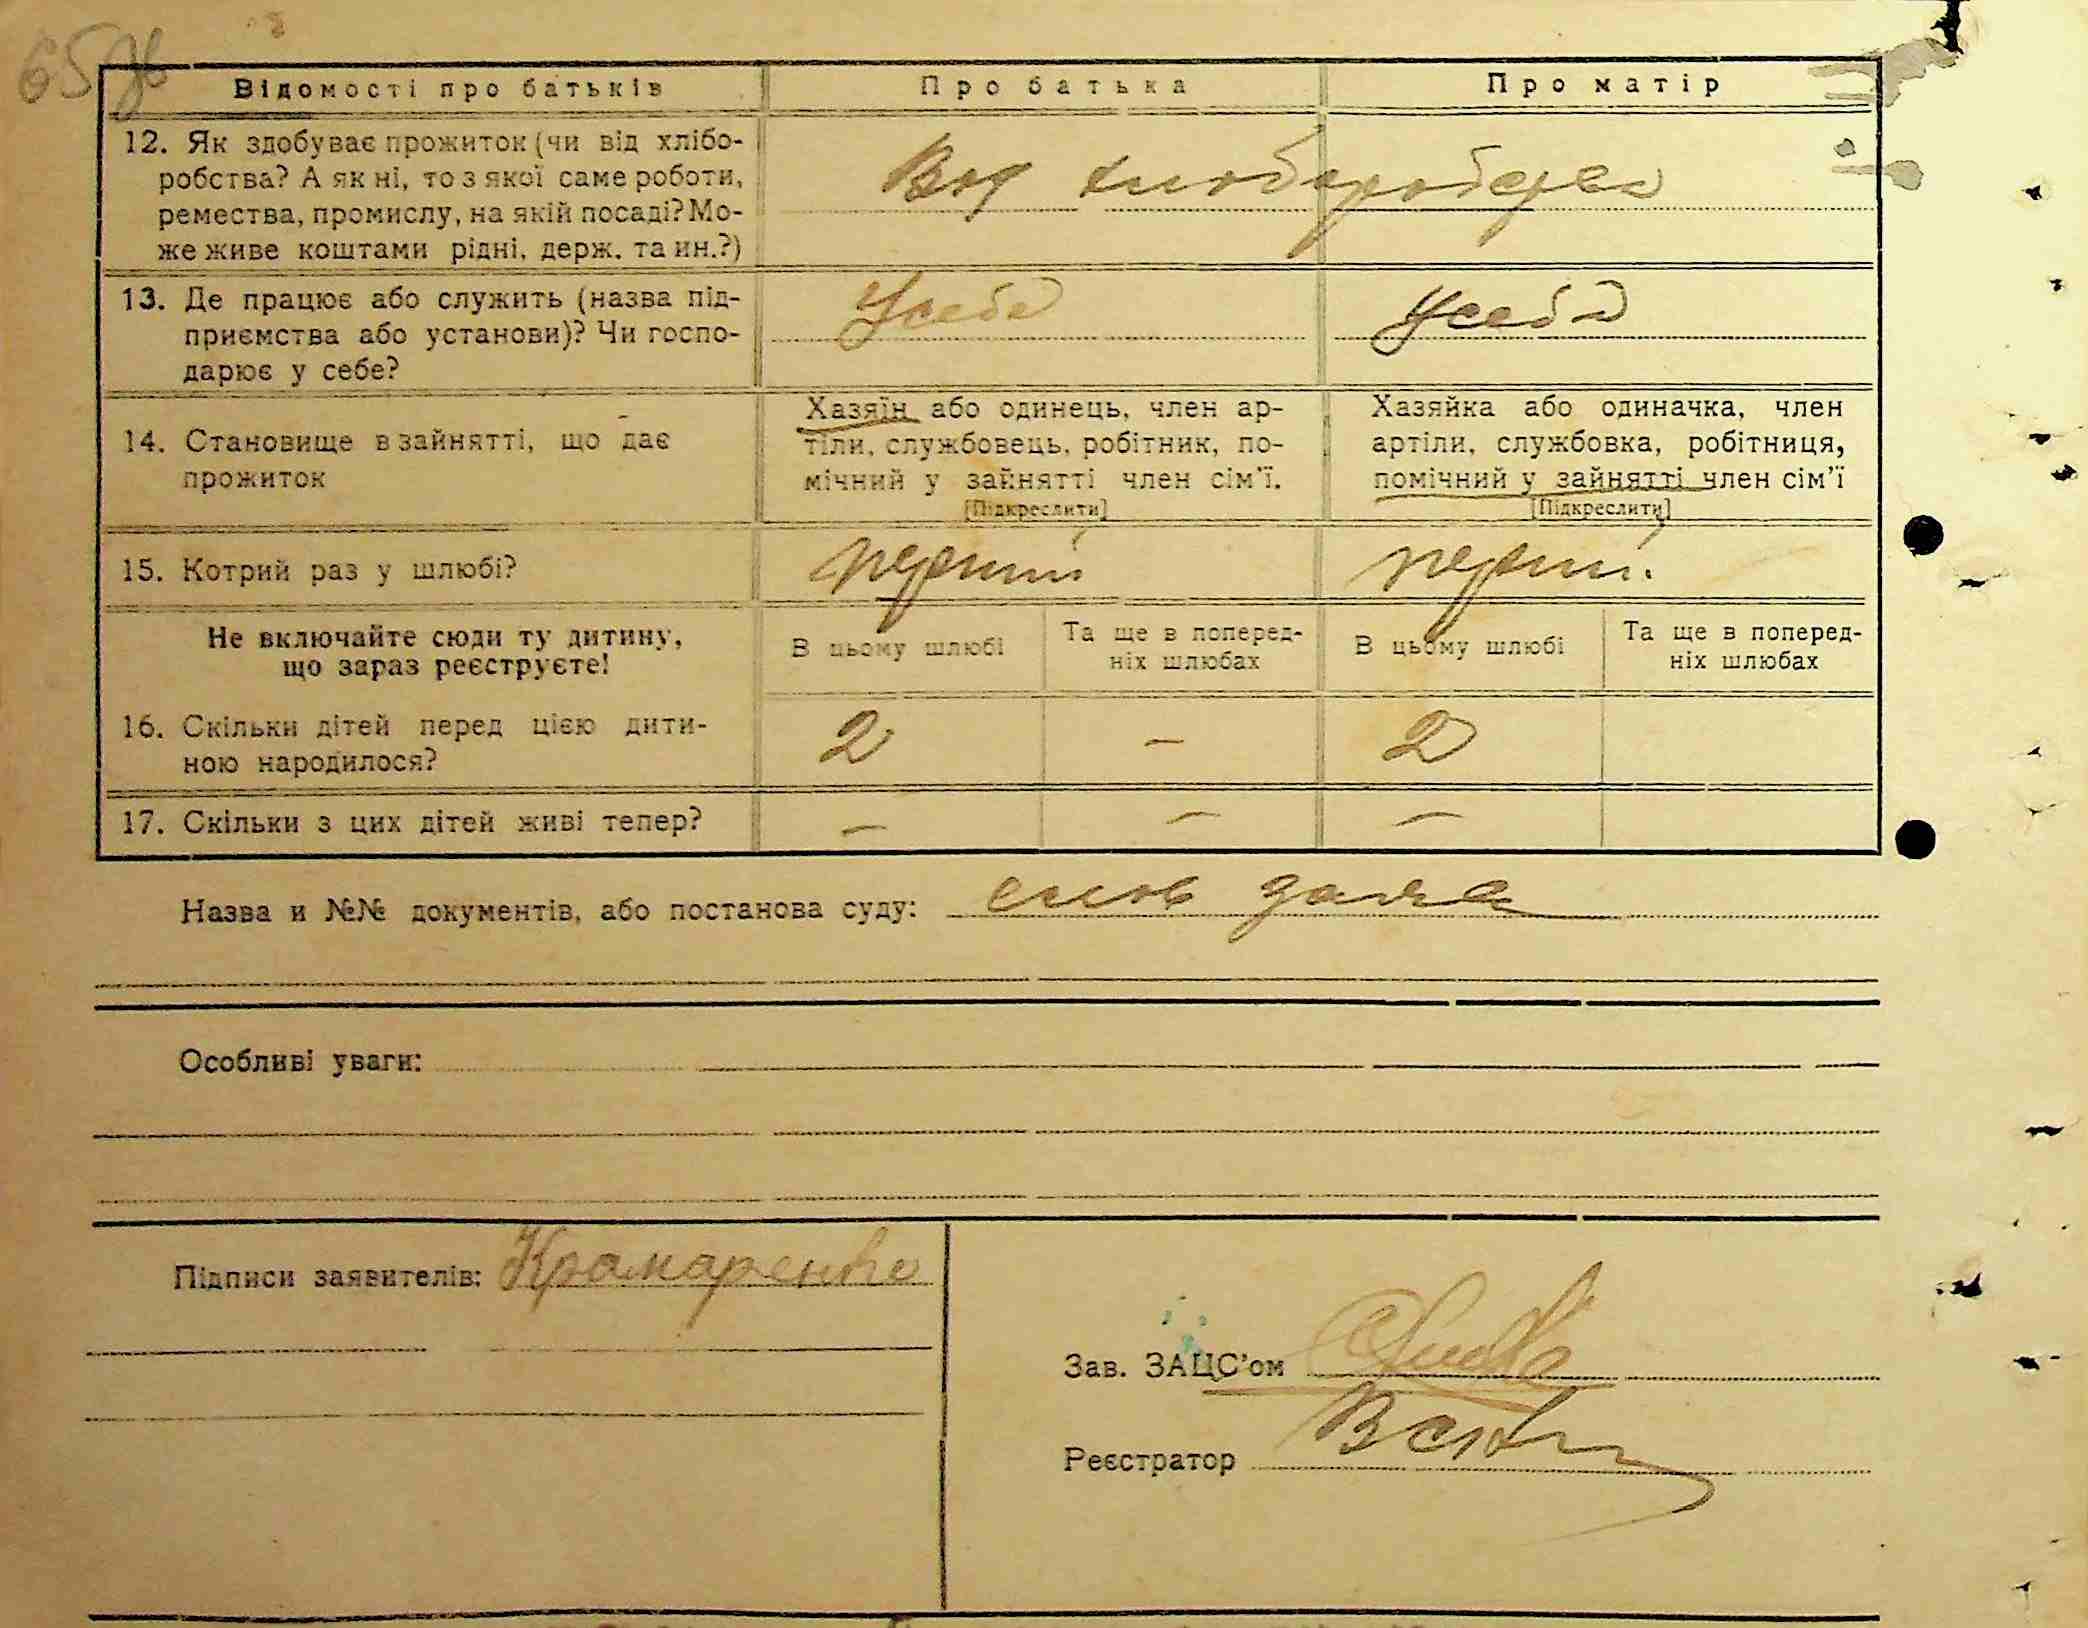 65зв
Відомості про батьків
Про батька
Про матір
12. Як здобуває прожиток (чи від хлібо-
робства? А як ні, то з якої саме роботи,
ремества, промислу, на якій посаді? Мо-
же живе коштами рідні, держ. та ин.?)
13. Де працює або служить (назва під-
приємства або установи)? Чи госпо-
дарює у себе?
Усебе
Усебе
14. Становище в зайнятті, що дає
прожиток
Хазяїн або одинець, член ар-
тіли, службовець, робітник, по-
мічний у зайнятті член сім'ї.
[Підкреслити]
Хазяйка або одиначка, член
артіли, службовка, робітниця,
помічний у зайнятті член сім'ї
[Підкреслити]
15. Котрий раз у шлюбі?
перший
перший
Не включайте сюди ту дитину,
що зараз реєструєте!
В цьому шлюбі
Та ще в поперед-
ніх шлюбах
В цьому шлюбі
Та ще в поперед-
ніх шлюбах
16. Скільки дітей перед цією дити-
ною народилося?
2
–
2
17. Скільки з цих дітей живі тепер?
–
–
–
Назва и №№ документів, або постанова суду:
Особливі уваги:
Підписи заявителів: Крамаренко
Зав. ЗАЦС'ом
Реєстратор